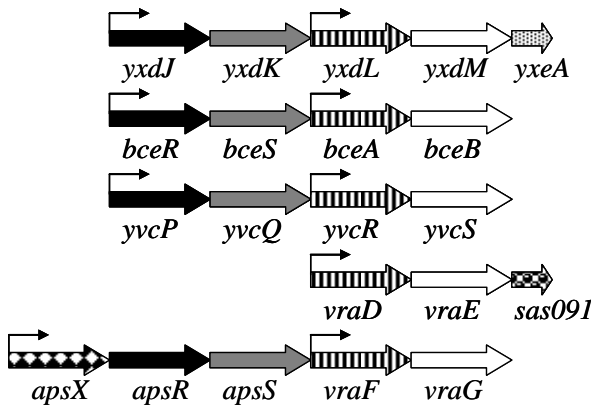 yxdJ yxdK yxdL yxdM yxeA
bceR bceS bceA bceB
yvcP yvcQ yvcR yvcS
vraD vraE sas091
apsX apsR apsS vraF vraG